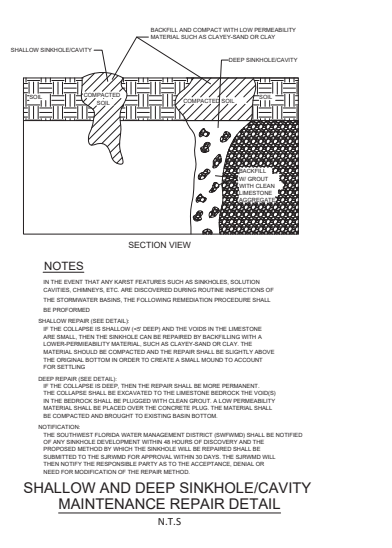 BACKFILL AND COMPACT WITH LOW PERMEABILITY
MATERIAL SUCH AS CLAYEY-SAND OR CLAY
SHALLOW SINKHOLE/CAVITY
DEEP SINKHOLE/CAVITY
SOIL
COMPACTED
SOIL
COMPACTED SOIL
SOIL
BACKFILL
W/ GROUT
WITH CLEAN
LIMESTONE
AGGREGATE
SECTION VIEW
NOTES
IN THE EVENT THAT ANY KARST FEATURES SUCH AS SINKHOLES, SOLUTION
CAVITIES, CHIMNEYS, ETC. ARE DISCOVERED DURING ROUTINE INSPECTIONS OF
THE STORMWATER BASINS, THE FOLLOWING REMEDIATION PROCEDURE SHALL
BE PROFORMED
SHALLOW REPAIR (SEE DETAIL):
IF THE COLLAPSE IS SHALLOW (<5' DEEP) AND THE VOIDS IN THE LIMESTONE
ARE SMALL, THEN THE SINKHOLE CAN BE REPAIRED BY BACKFILLING WITH A
LOWER-PERMEABILITY MATERIAL, SUCH AS CLAYEY-SAND OR CLAY. THE
MATERIAL SHOULD BE COMPACTED AND THE REPAIR SHALL BE SLIGHTLY ABOVE
THE ORIGINAL BOTTOM IN ORDER TO CREATE A SMALL MOUND TO ACCOUNT
FOR SETTLING
DEEP REPAIR (SEE DETAIL):
IF THE COLLAPSE IS DEEP, THEN THE REPAIR SHALL BE MORE PERMANENT.
THE COLLAPSE SHALL BE EXCAVATED TO THE LIMESTONE BEDROCK THE VOID(S)
IN THE BEDROCK SHALL BE PLUGGED WITH CLEAN GROUT. A LOW PERMEABILITY
MATERIAL SHALL BE PLACED OVER THE CONCRETE PLUG. THE MATERIAL SHALL
BE COMPACTED AND BROUGHT TO EXISTING BASIN BOTTOM.
NOTIFICATION:
THE SOUTHWEST FLORIDA WATER MANAGEMENT DISTRICT (SWFWMD) SHALL BE NOTIFIED
OF ANY SINKHOLE DEVELOPMENT WITHIN 48 HOURS OF DISCOVERY AND THE
PROPOSED METHOD BY WHICH THE SINKHOLE WILL BE REPAIRED SHALL BE
SUBMITTED TO THE SJRWMD FOR APPROVAL WITHIN 30 DAYS. THE SJRWMD WILL
THEN NOTIFY THE RESPONSIBLE PARTY AS TO THE ACCEPTANCE, DENIAL OR
NEED FOR MODIFICATION OF THE REPAIR METHOD.
SHALLOW AND DEEP SINKHOLE/CAVITY
MAINTENANCE REPAIR DETAIL
N.T.S